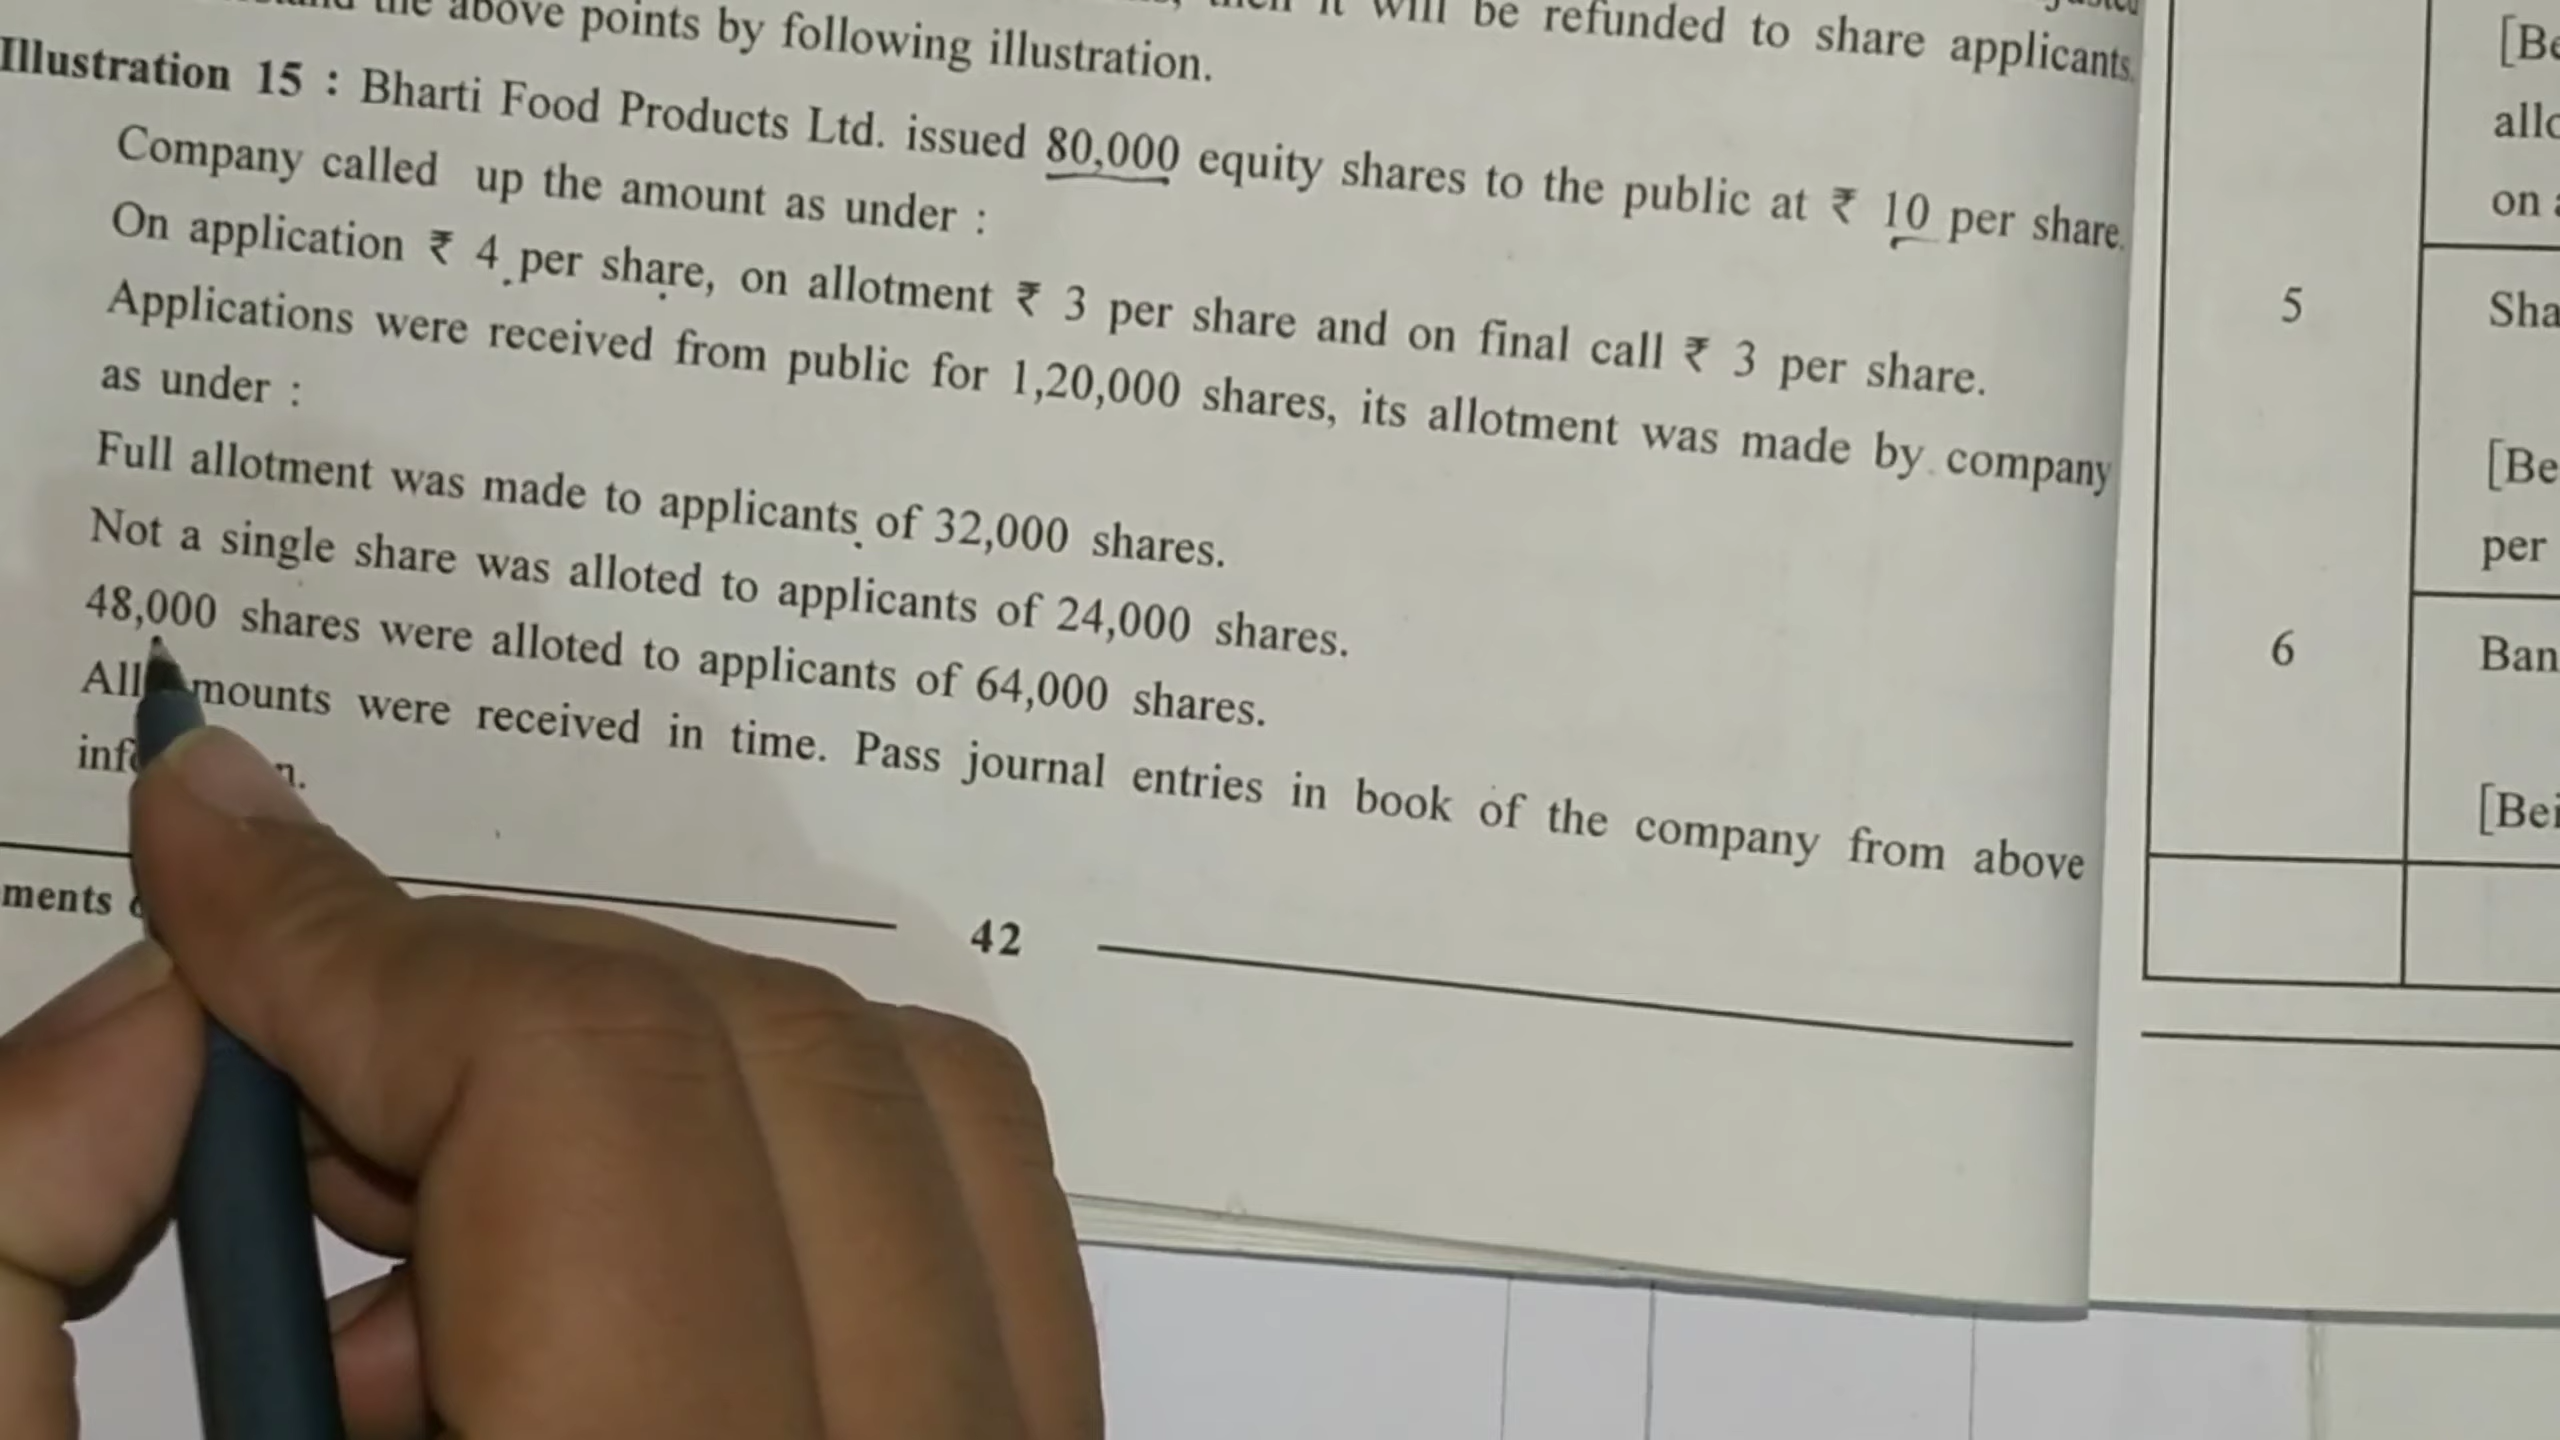 the above points by following illustration.
it will be refunded to share applicants.
Illustration 15 : Bharti Food Products Ltd. issued 80,000 equity shares to the public at ₹ 10 per share.
Company called up the amount as under :
On application ₹ 4 per share, on allotment ₹ 3 per share and on final call ₹ 3 per share.
Applications were received from public for 1,20,000 shares, its allotment was made by company
as under :
Full allotment was made to applicants of 32,000 shares.
Not a single share was alloted to applicants of 24,000 shares.
48,000 shares were alloted to applicants of 64,000 shares.
All mounts were received in time. Pass journal entries in book of the company from above
inf n.
ments
42
[Be
allo
on
5
Sha
[Be
per
6
Ban
[Bei